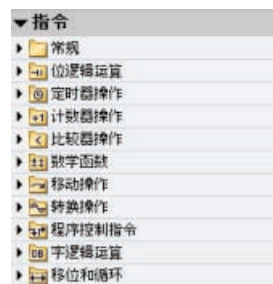 指令
常规
位逻辑运算
定时器操作
计数器操作
比较器操作
数学函数
移动操作
转换操作
程序控制指令
字逻辑运算
移位和循环